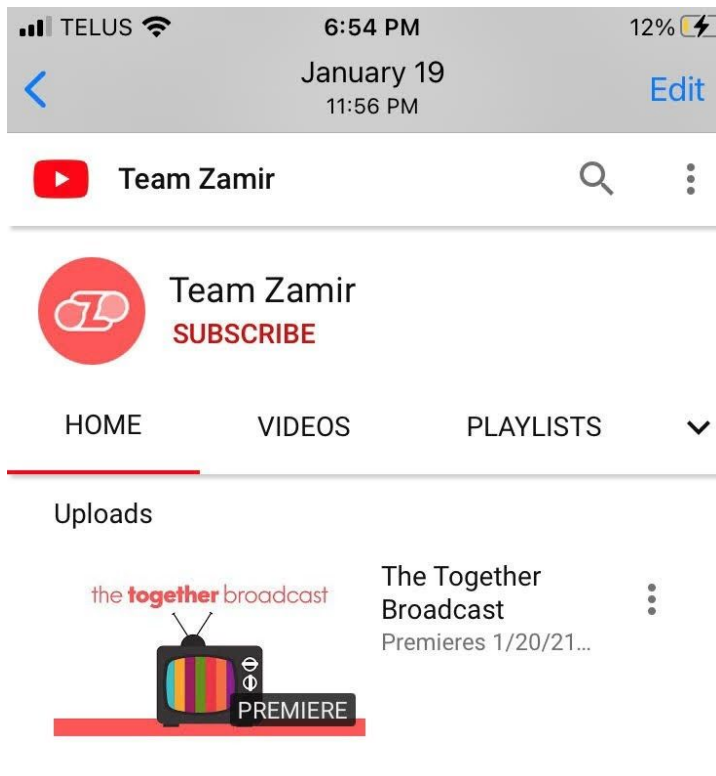 TELUS 6:54 PM 12%
January 19
11:56 PM
Edit
Team Zamir
Team Zamir
SUBSCRIBE
HOME VIDEOS PLAYLISTS
Uploads
the together broadcast
PREMIERE
The Together
Broadcast
Premieres 1/20/21...